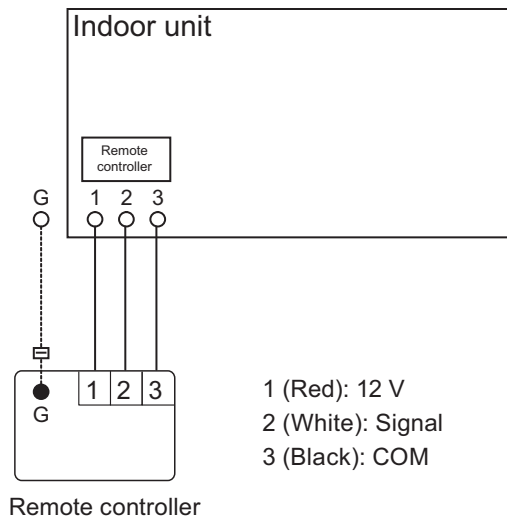 Indoor unit
Remote
controller
G 1 2 3
1 2 3
G
1 (Red): 12 V
2 (White): Signal
3 (Black): COM
Remote controller